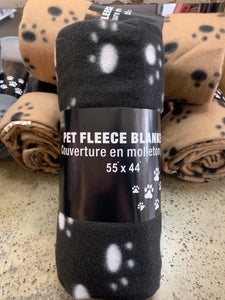 PET FLEECE BLANK
Couverture en molleton
55 x 44